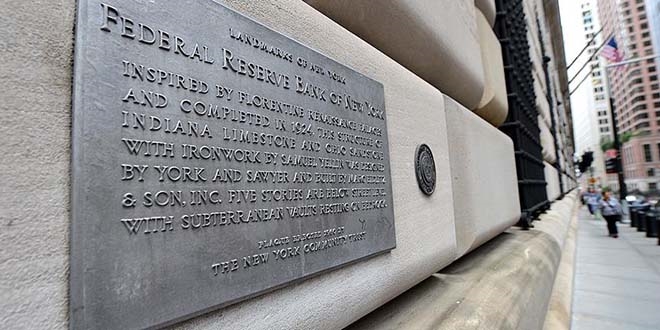 LANDMARKS OF NEW YORK
FEDERAL RESERVE BANK OF NEW YORK
INSPIRED BY FLORENTINE RENAISSANCE PALACES
AND COMPLETED IN 1924, THIS STRUCTURE OF
INDIANA LIMESTONE AND OHIO SANDSTONE
WITH IRONWORK BY SAMUEL YELLIN WAS DESIGNED
BY YORK AND SAWYER AND BUILT BY MARC EIDLITZ
& SON, INC. FIVE STORIES ARE BELOW STREET LEVEL
WITH SUBTERRANEAN VAULTS RESTING ON BEDROCK.
PLAQUE ERECTED BY
THE NEW YORK COMMUNITY TRUST